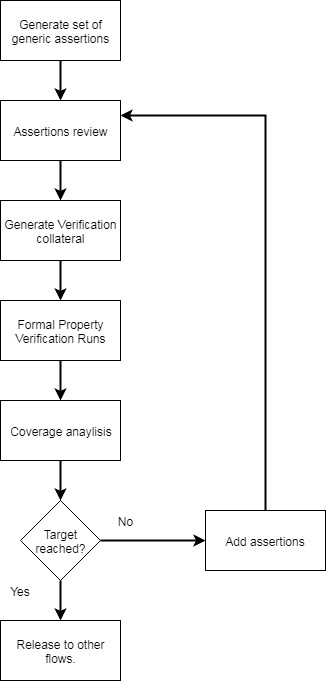 Generate set of
generic assertions
Assertions review
Generate Verification
collateral
Formal Property
Verification Runs
Coverage anaylisis
Target
reached?
No
Add assertions
Yes
Release to other
flows.